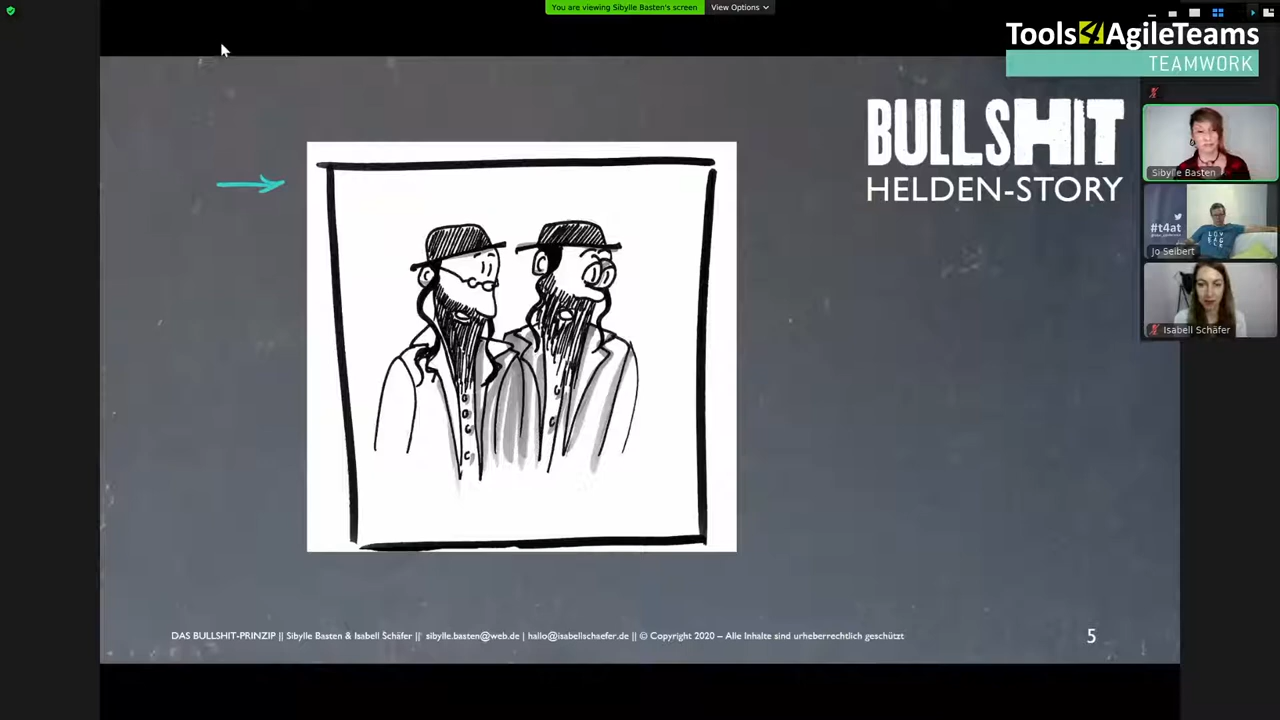 You are viewing Sibylle Basten's screen
View Options
Tools4AgileTeams
TEAMWORK
BULLSHIT
HELDEN-STORY
Sibylle Basten
#t4at
Jo Seibert
Isabell Schäfer
DAS BULLSHIT-PRINZIP || Sibylle Basten & Isabell Schäfer || sibylle.basten@web.de | hallo@isabellschaefer.de || © Copyright 2020 – Alle Inhalte sind urheberrechtlich geschützt
5